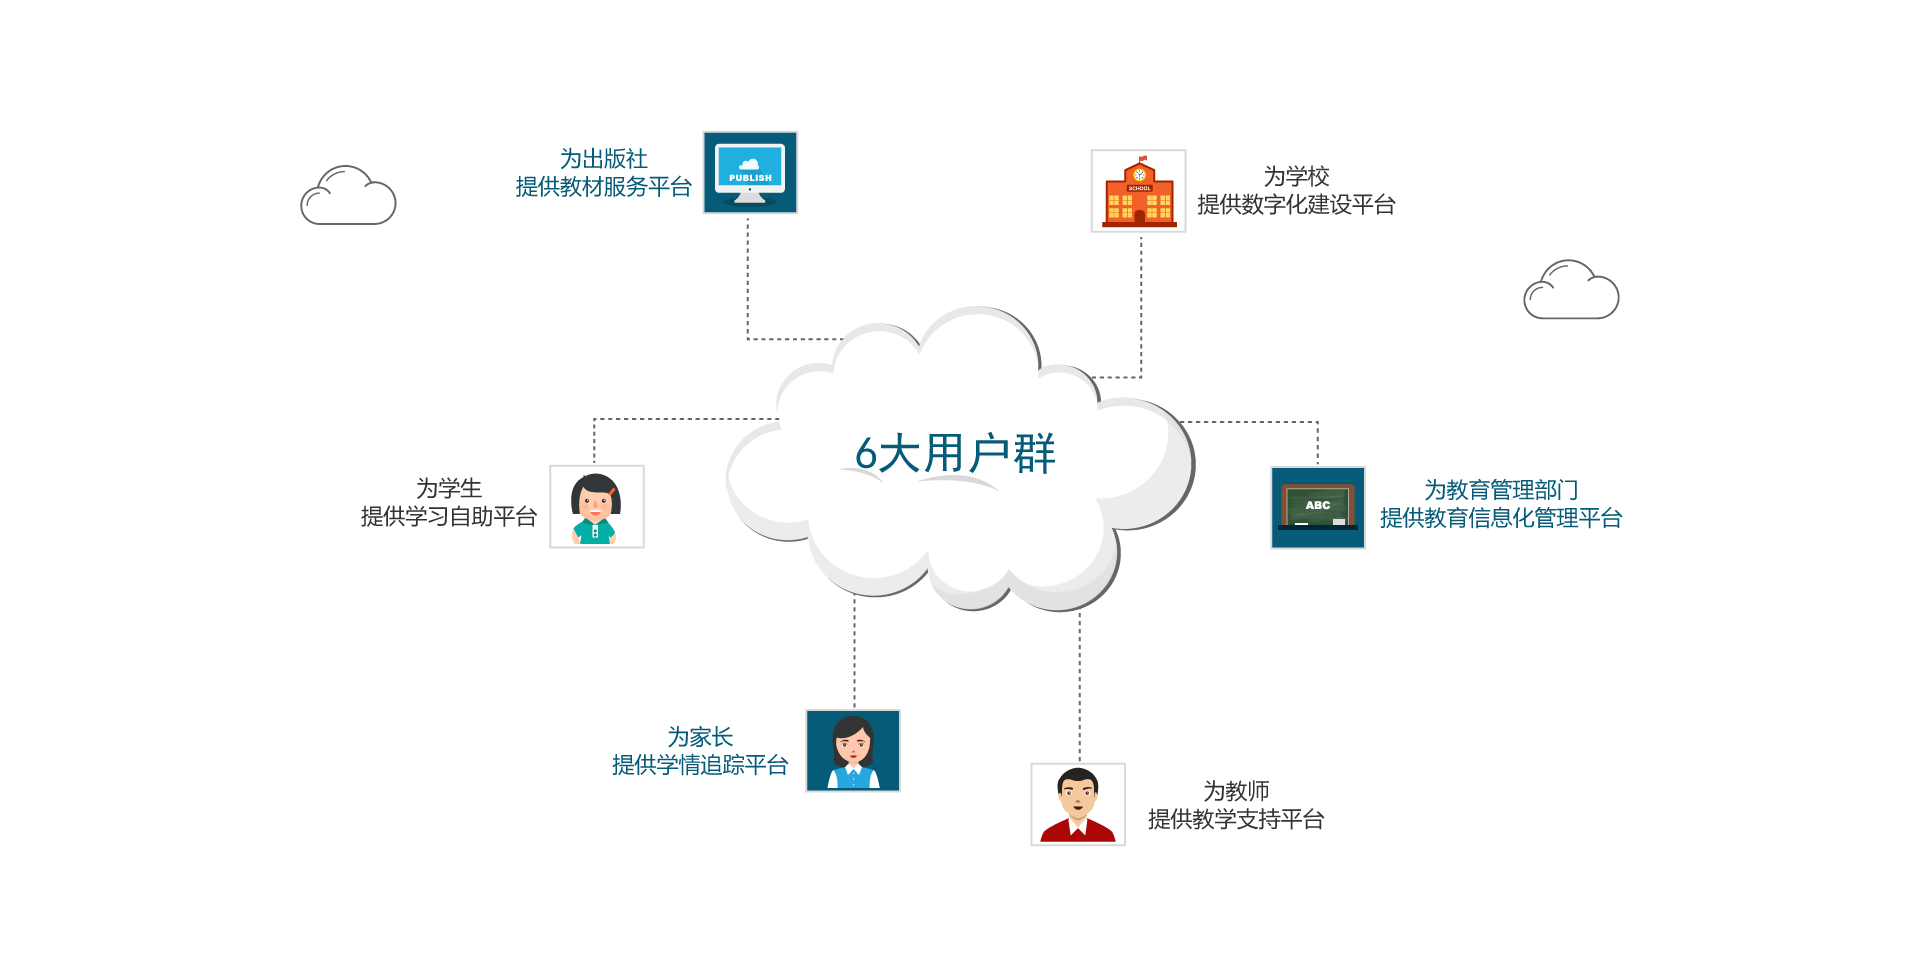 为出版社
提供教材服务平台
PUBLISH
为学校
提供数字化建设平台
SCHOOL
6大用户群
为学生
提供学习自助平台
为教育管理部门
提供教育信息化管理平台
ABC
为家长
提供学情追踪平台
为教师
提供教学支持平台